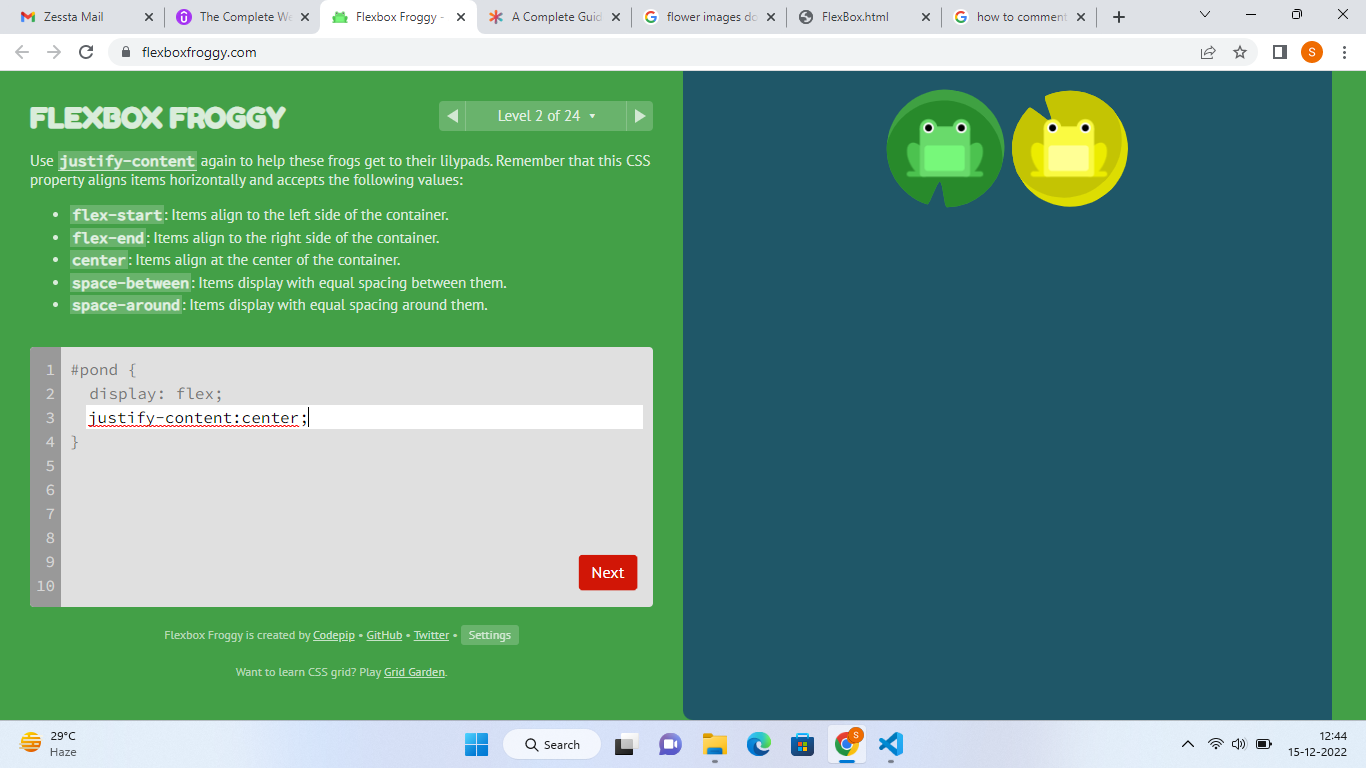 Zessta Mail
The Complete We
Flexbox Froggy -
A Complete Guid
flower images do
FlexBox.html
how to comment
flexboxfroggy.com
S
FLEXBOX FROGGY
Level 2 of 24
Use justify-content again to help these frogs get to their lilypads. Remember that this CSS
property aligns items horizontally and accepts the following values:
• flex-start: Items align to the left side of the container.
• flex-end: Items align to the right side of the container.
• center: Items align at the center of the container.
• space-between: Items display with equal spacing between them.
• space-around: Items display with equal spacing around them.
1 #pond {
2 display: flex;
3 justify-content:center;
4 }
5
6
7
8
9
10
Next
Flexbox Froggy is created by Codepip • GitHub • Twitter • Settings
Want to learn CSS grid? Play Grid Garden.
29°C
Haze
Search
S
12:44
15-12-2022